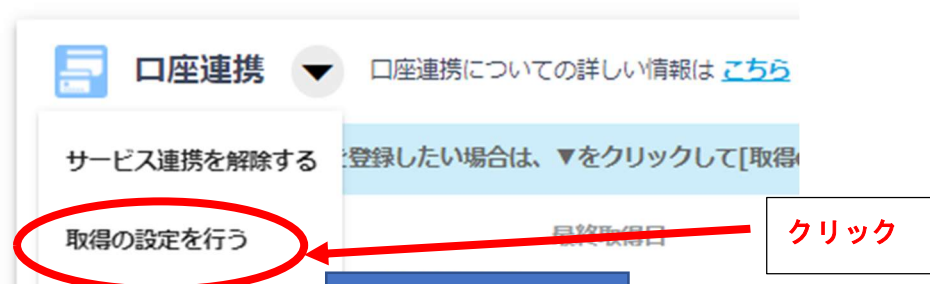 口座連携 ▼ 口座連携についての詳しい情報は こちら
サービス連携を解除する
登録したい場合は、▼をクリックして[取得
取得の設定を行う
最終取得日
クリック